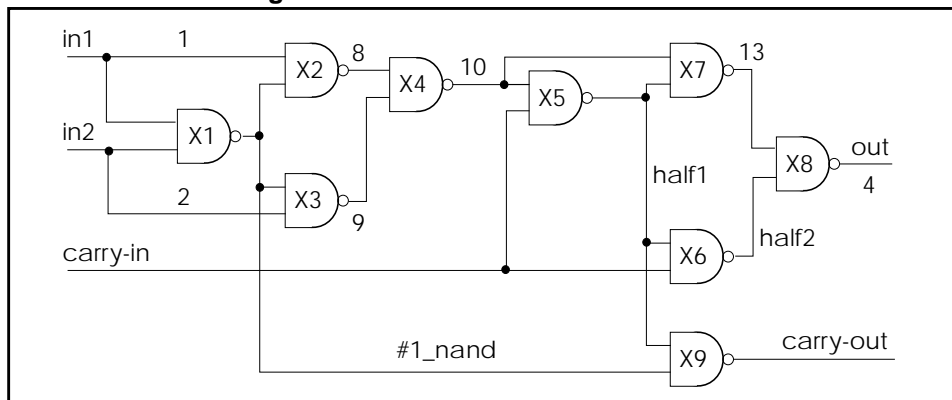 in1
1
8
X2
10
X4
X7
13
X5
in2
X1
X8
out
half1
4
2
X3
9
carry-in
half2
X6
#1_nand
carry-out
X9